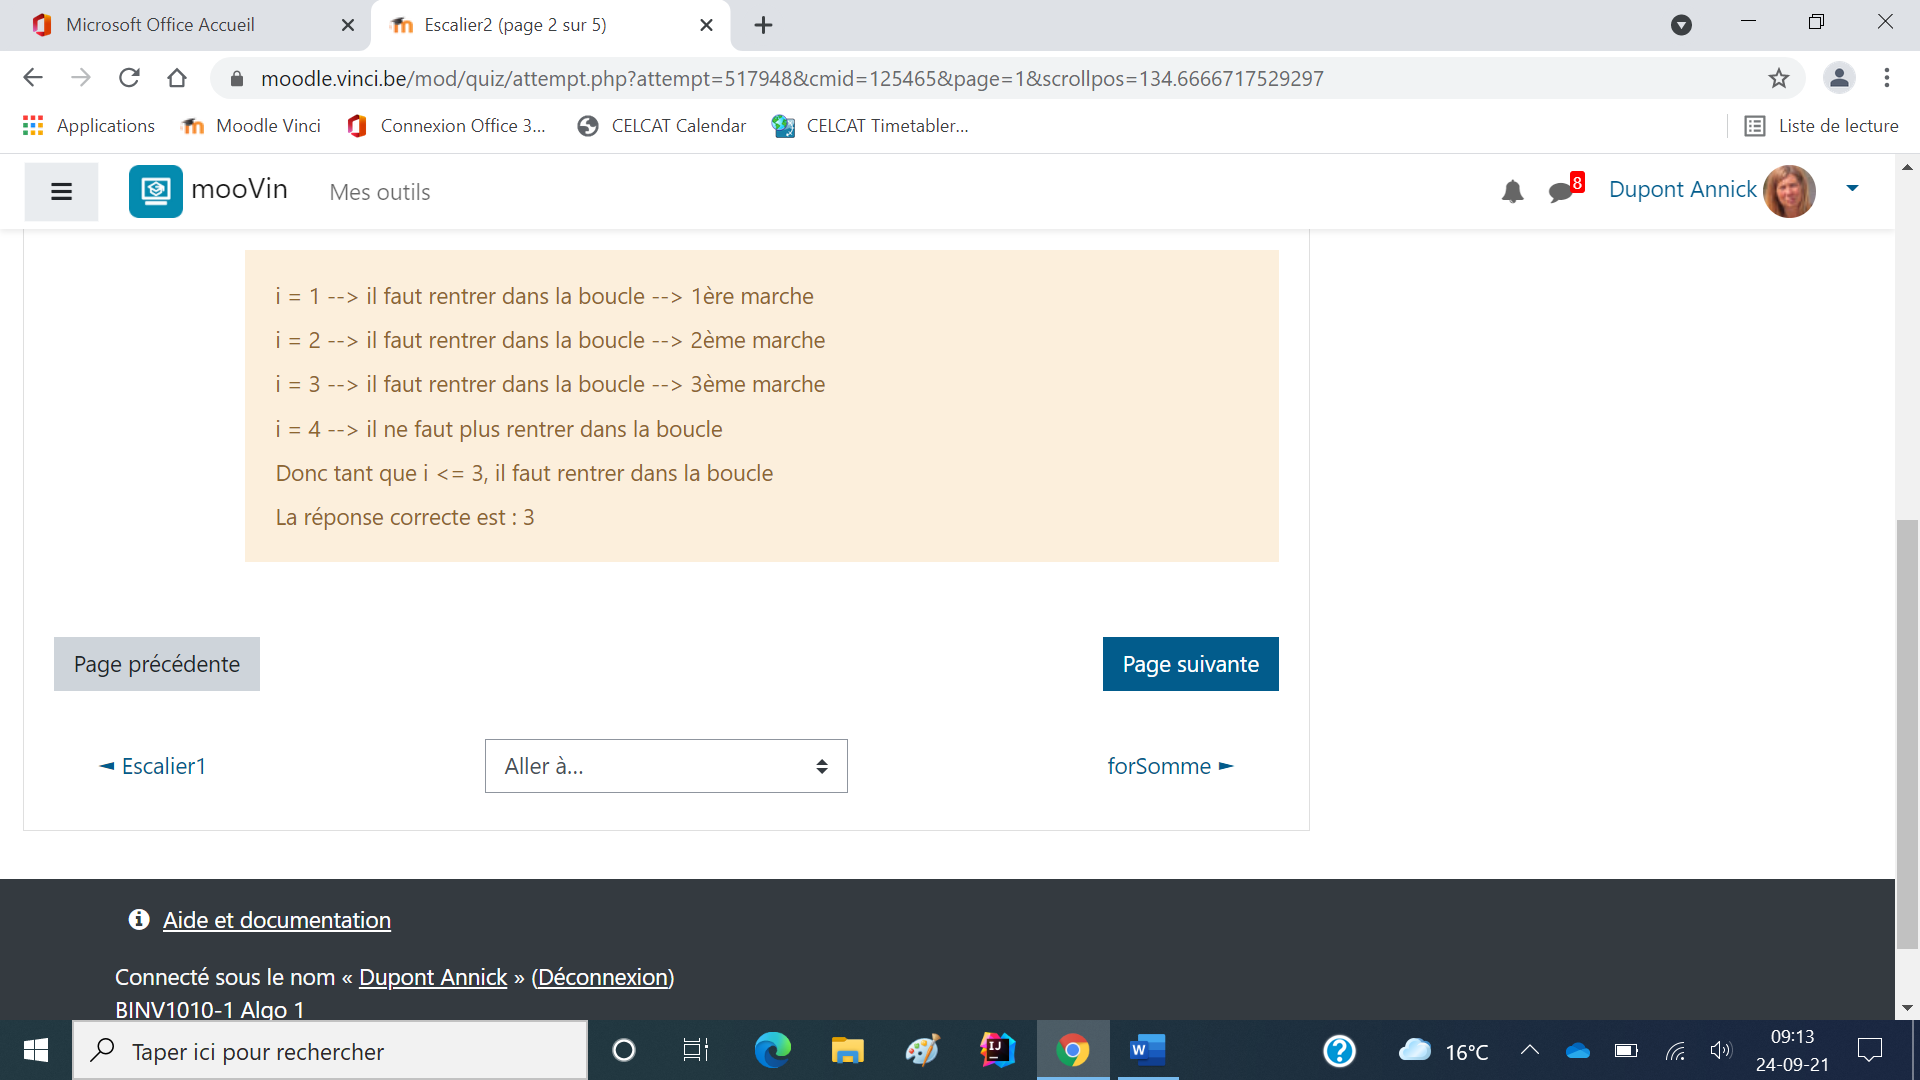 Microsoft Office Accueil
Escalier2 (page 2 sur 5)
moodle.vinci.be/mod/quiz/attempt.php?attempt=517948&cmid=125465&page=1&scrollpos=134.6666717529297
Applications
Moodle Vinci
Connexion Office 3...
CELCAT Calendar
CELCAT Timetabler...
Liste de lecture
mooVin
Mes outils
8
Dupont Annick
i = 1 --> il faut rentrer dans la boucle --> 1ère marche
i = 2 --> il faut rentrer dans la boucle --> 2ème marche
i = 3 --> il faut rentrer dans la boucle --> 3ème marche
i = 4 --> il ne faut plus rentrer dans la boucle
Donc tant que i <= 3, il faut rentrer dans la boucle
La réponse correcte est : 3
Page précédente
Page suivante
◄ Escalier1
Aller à...
forSomme ►
Aide et documentation
Connecté sous le nom « Dupont Annick » (Déconnexion)
BINV1010-1 Algo 1
Taper ici pour rechercher
16°C
09:13
24-09-21